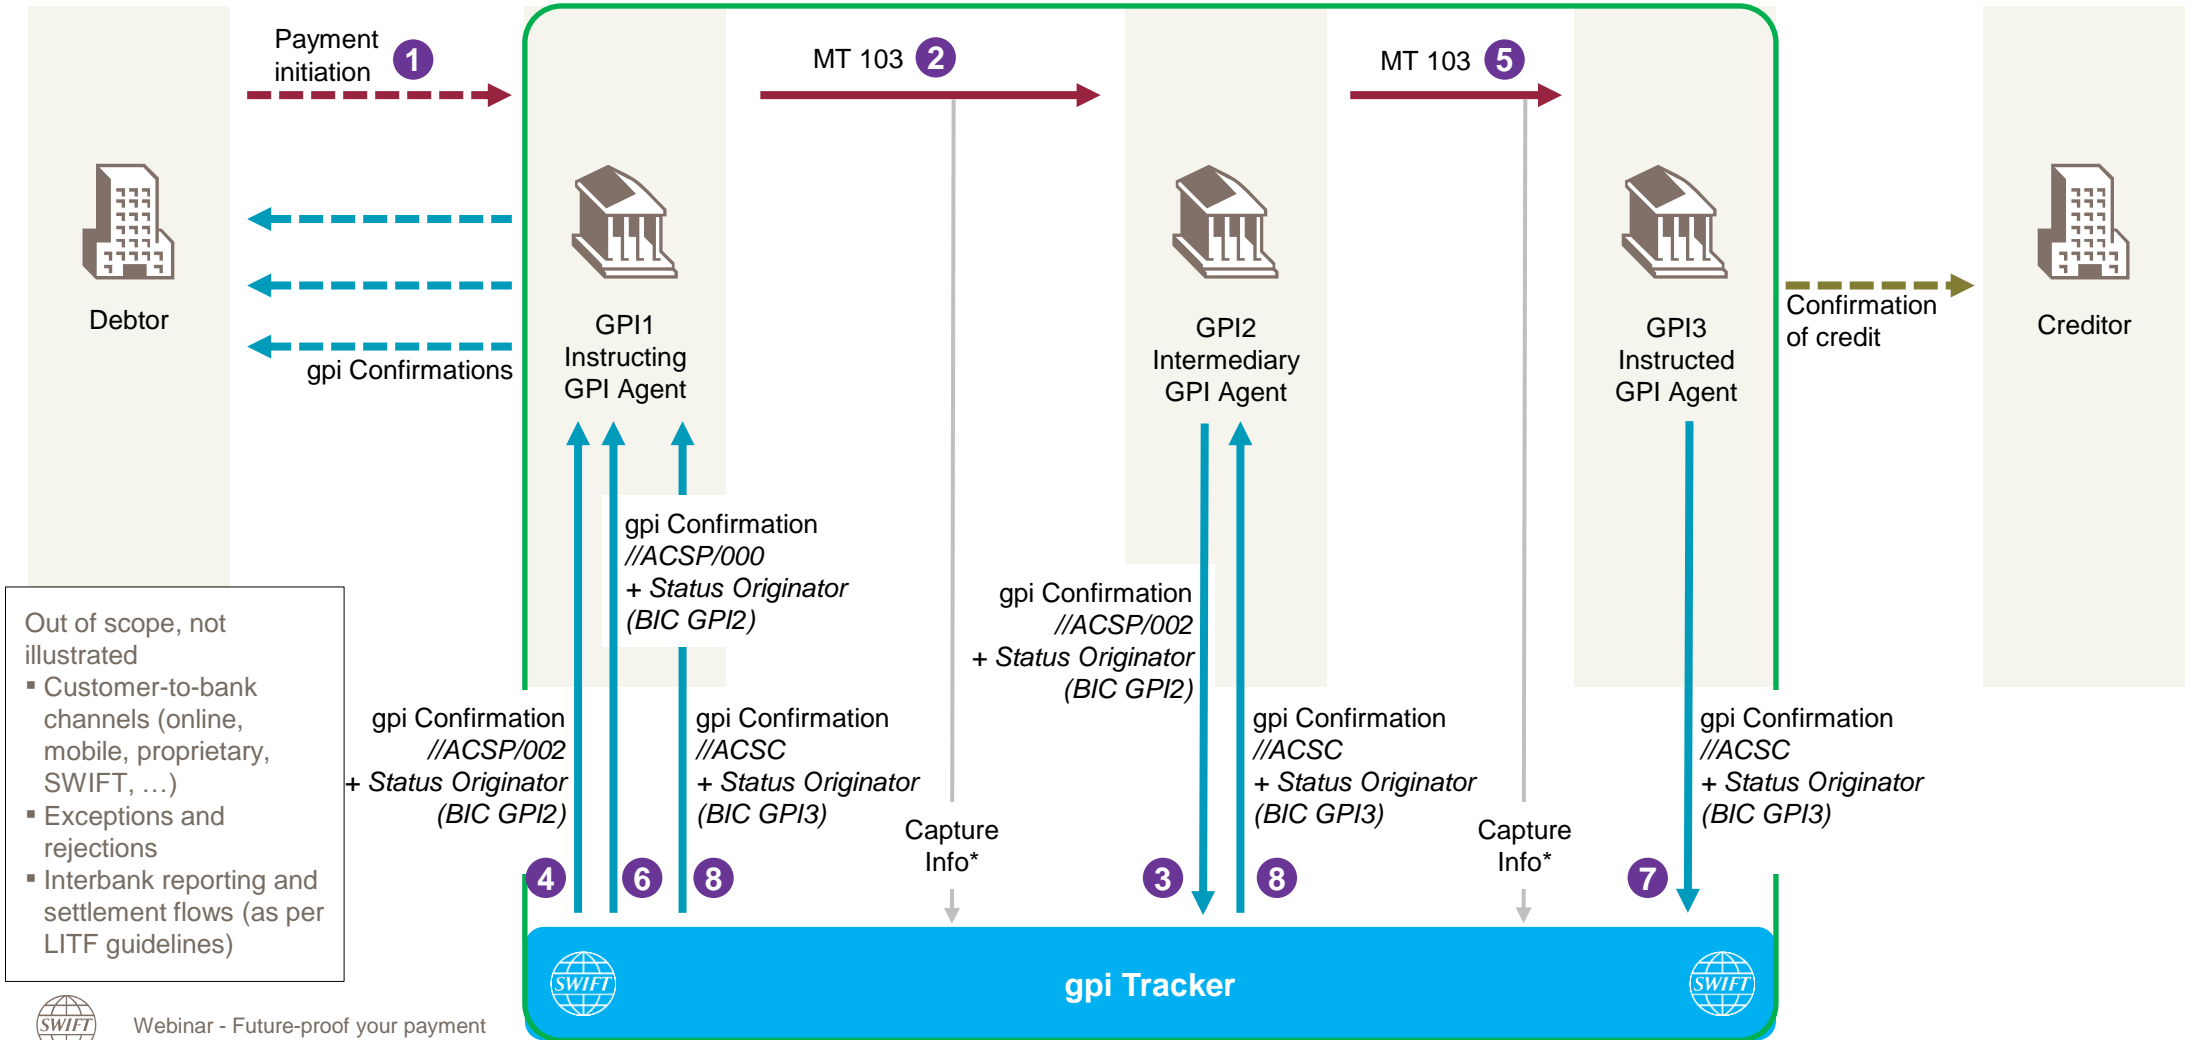 Payment
initiation
1
MT 103
2
MT 103
5
Debtor
gpi Confirmations
GPI1
Instructing
GPI Agent
GPI2
Intermediary
GPI Agent
GPI3
Instructed
GPI Agent
Confirmation
of credit
Creditor
gpi Confirmation
//ACSP/000
+ Status Originator
(BIC GPI2)
gpi Confirmation
//ACSP/002
+ Status Originator
(BIC GPI2)
Out of scope, not
illustrated
▪ Customer-to-bank
channels (online,
mobile, proprietary,
SWIFT, …)
▪ Exceptions and
rejections
▪ Interbank reporting and
settlement flows (as per
LITF guidelines)
gpi Confirmation
//ACSP/002
+ Status Originator
(BIC GPI2)
gpi Confirmation
//ACSC
+ Status Originator
(BIC GPI3)
gpi Confirmation
//ACSC
+ Status Originator
(BIC GPI3)
gpi Confirmation
//ACSC
+ Status Originator
(BIC GPI3)
Capture
Info*
Capture
Info*
4
6
8
3
8
7
SWIFT
gpi Tracker
SWIFT
SWIFT
Webinar - Future-proof your payment